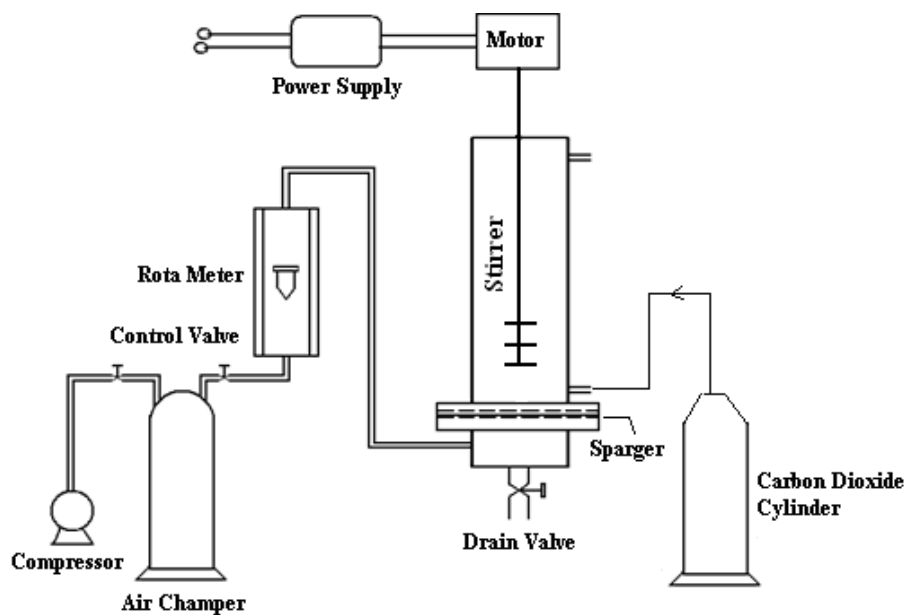 Motor
Power Supply
Stirrer
Rota Meter
Control Valve
Sparger
Carbon Dioxide
Cylinder
Drain Valve
Compressor
Air Champer